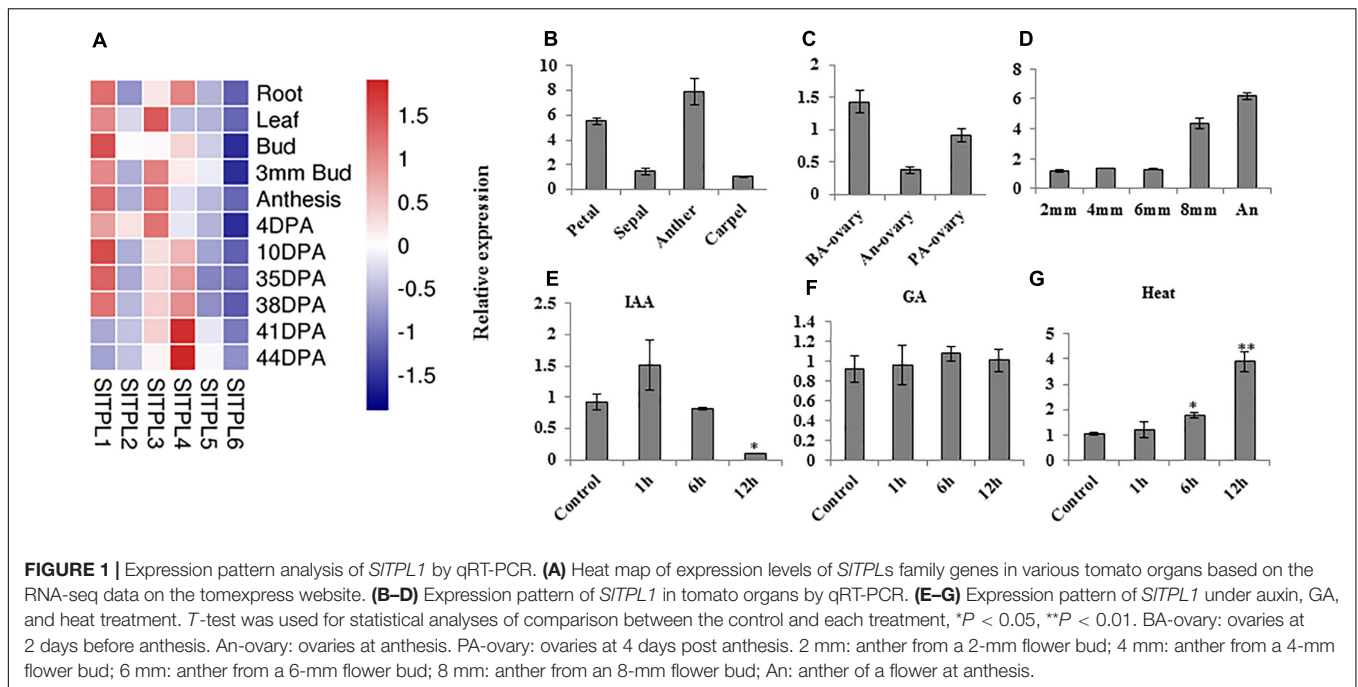 A
Root
Leaf
Bud
3mm Bud
Anthesis
4DPA
10DPA
35DPA
38DPA
41DPA
44DPA
SlTPL1
SlTPL2
SlTPL3
SlTPL4
SlTPL5
SlTPL6
1.5
1
0.5
0
-0.5
-1
-1.5
Relative expression
B
10
8
6
4
2
0
Petal
Sepal
Anther
Carpel
C
2
1.5
1
0.5
0
BA-ovary
An-ovary
PA-ovary
D
8
6
4
2
0
2mm 4mm 6mm 8mm An
E
IAA
2.5
2
1.5
1
0.5
0
*
Control
1h
6h
12h
F
GA
1.4
1.2
1
0.8
0.6
0.4
0.2
0
Control
1h
6h
12h
G
Heat
5
4
3
2
1
0
*
**
Control
1h
6h
12h
FIGURE 1 | Expression pattern analysis of SlTPL1 by qRT-PCR. (A) Heat map of expression levels of SlTPLs family genes in various tomato organs based on the
RNA-seq data on the tomexpress website. (B–D) Expression pattern of SlTPL1 in tomato organs by qRT-PCR. (E–G) Expression pattern of SlTPL1 under auxin, GA,
and heat treatment. T-test was used for statistical analyses of comparison between the control and each treatment, *P < 0.05, **P < 0.01. BA-ovary: ovaries at
2 days before anthesis. An-ovary: ovaries at anthesis. PA-ovary: ovaries at 4 days post anthesis. 2 mm: anther from a 2-mm flower bud; 4 mm: anther from a 4-mm
flower bud; 6 mm: anther from a 6-mm flower bud; 8 mm: anther from an 8-mm flower bud; An: anther of a flower at anthesis.